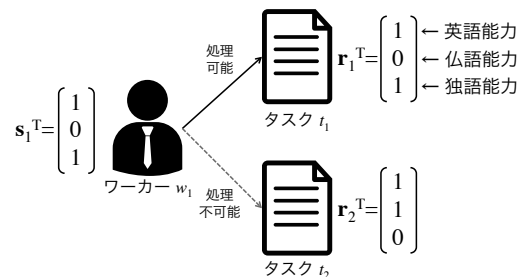 処理
可能
r₁ᵀ=
1 ← 英語能力
0 ← 仏語能力
1 ← 独語能力
タスク t₁
s₁ᵀ=
1
0
1
ワーカー w₁
処理
不可能
r₂ᵀ=
1
1
0
タスク t₂